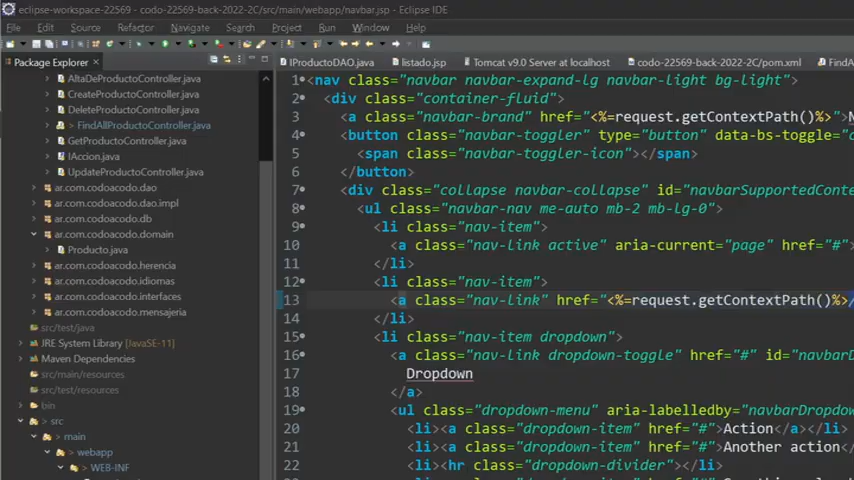 eclipse-workspace-22569 - codo-22569-back-2022-2C/src/main/webapp/navbar.jsp - Eclipse IDE
File Edit Source Refactor Navigate Search Project Run Window Help
Package Explorer
IProductoDAO.java listado.jsp Tomcat v9.0 Server at localhost codo-22569-back-2022-2C/pom.xml FindA
AltaDeProductoController.java
CreateProductoController.java
DeleteProductoController.java
> FindAllProductoController.java
GetProductoController.java
IAccion.java
UpdateProductoController.java
ar.com.codoacodo.dao
ar.com.codoacodo.dao.impl
ar.com.codoacodo.db
ar.com.codoacodo.domain
Producto.java
ar.com.codoacodo.herencia
ar.com.codoacodo.idiomas
ar.com.codoacodo.interfaces
ar.com.codoacodo.mensajeria
src/test/java
JRE System Library [JavaSE-11]
Maven Dependencies
src/main/resources
src/test/resources
bin
> src
> main
> webapp
> WEB-INF
1 <nav class="navbar navbar-expand-lg navbar-light bg-light">
2 <div class="container-fluid">
3 <a class="navbar-brand" href="<%=request.getContextPath()%>">
4 <button class="navbar-toggler" type="button" data-bs-toggle="
5 <span class="navbar-toggler-icon"></span>
6 </button>
7 <div class="collapse navbar-collapse" id="navbarSupportedConte
8 <ul class="navbar-nav me-auto mb-2 mb-lg-0">
9 <li class="nav-item">
10 <a class="nav-link active" aria-current="page" href="#">
11 </li>
12 <li class="nav-item">
13 <a class="nav-link" href="<%=request.getContextPath()%>/
14 </li>
15 <li class="nav-item dropdown">
16 <a class="nav-link dropdown-toggle" href="#" id="navbarD
17 Dropdown
18 </a>
19 <ul class="dropdown-menu" aria-labelledby="navbarDropdow
20 <li><a class="dropdown-item" href="#">Action</a></li>
21 <li><a class="dropdown-item" href="#">Another action</a
22 <li><hr class="dropdown-divider"></li>